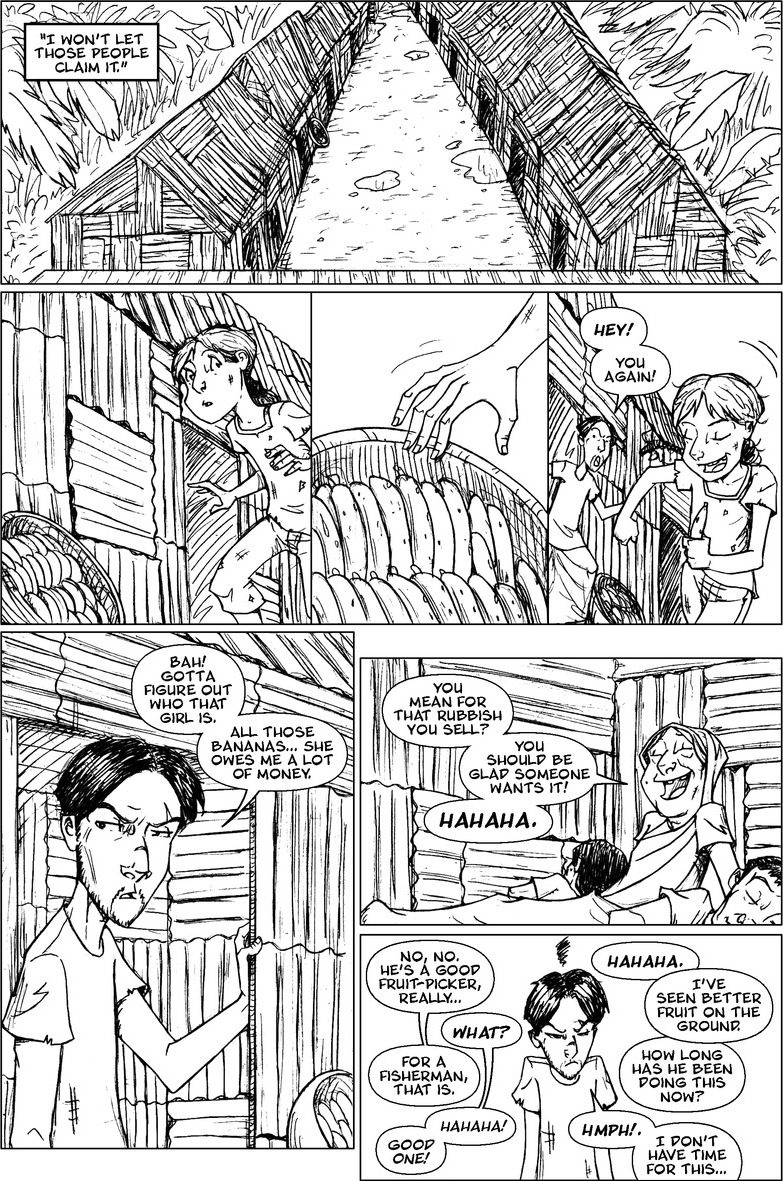 "I WON'T LET
THOSE PEOPLE
CLAIM IT."
HEY!
YOU
AGAIN!
BAH!
GOTTA
FIGURE OUT
WHO THAT
GIRL IS.
ALL THOSE
BANANAS... SHE
OWES ME A LOT
OF MONEY.
YOU
MEAN FOR
THAT RUBBISH
YOU SELL?
YOU
SHOULD BE
GLAD SOMEONE
WANTS IT!
HAHAHA.
NO, NO.
HE'S A GOOD
FRUIT-PICKER,
REALLY...
WHAT?
FOR A
FISHERMAN,
THAT IS.
HAHAHA!
GOOD
ONE!
HAHAHA.
I'VE
SEEN BETTER
FRUIT ON THE
GROUND.
HOW LONG
HAS HE BEEN
DOING THIS
NOW?
HMPH!.
I DON'T
HAVE TIME
FOR THIS...